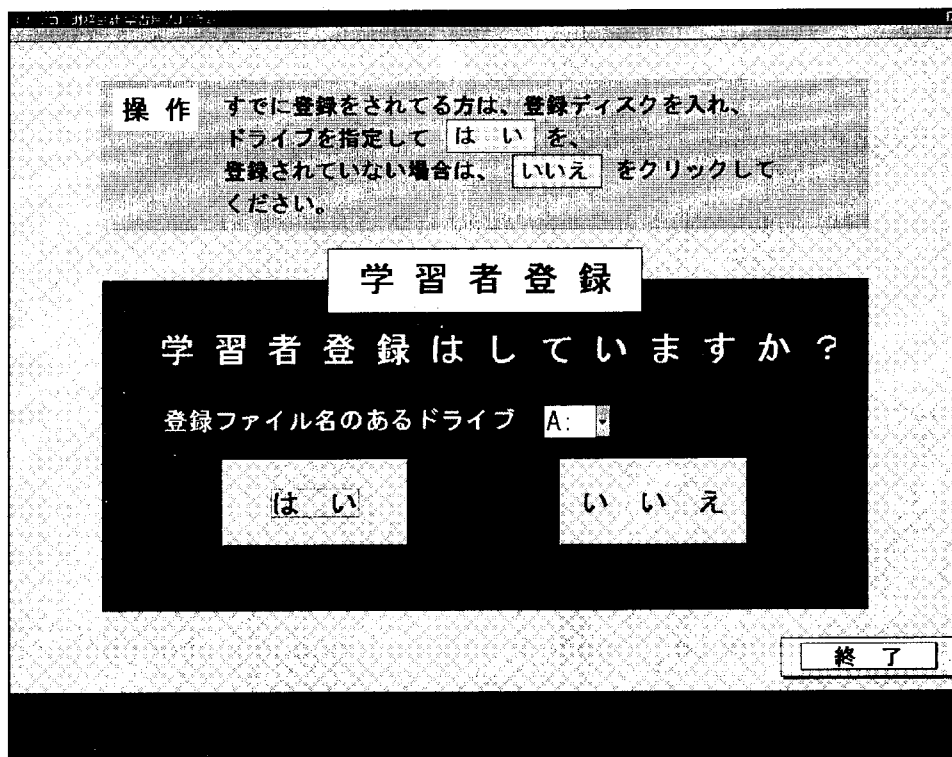 操作
すでに登録をされてる方は、登録ディスクを入れ、
ドライブを指定して はい を、
登録されていない場合は、 いいえ をクリックして
ください。
学習者登録
学習者登録はしていますか？
登録ファイル名のあるドライブ A:
はい いいえ
終了